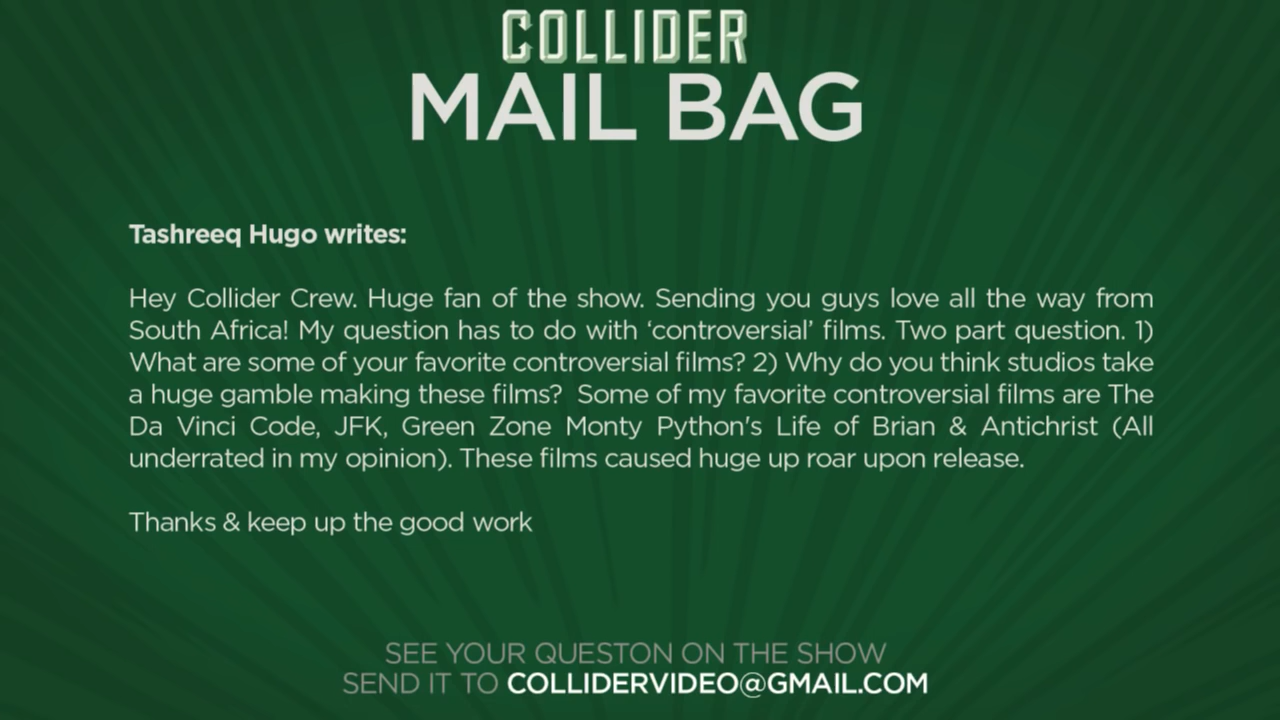 COLLIDER
MAIL BAG
Tashreeq Hugo writes:
Hey Collider Crew. Huge fan of the show. Sending you guys love all the way from
South Africa! My question has to do with ‘controversial’ films. Two part question. 1)
What are some of your favorite controversial films? 2) Why do you think studios take
a huge gamble making these films?  Some of my favorite controversial films are The
Da Vinci Code, JFK, Green Zone Monty Python's Life of Brian & Antichrist (All
underrated in my opinion). These films caused huge up roar upon release.
Thanks & keep up the good work
SEE YOUR QUESTON ON THE SHOW
SEND IT TO COLLIDERVIDEO@GMAIL.COM